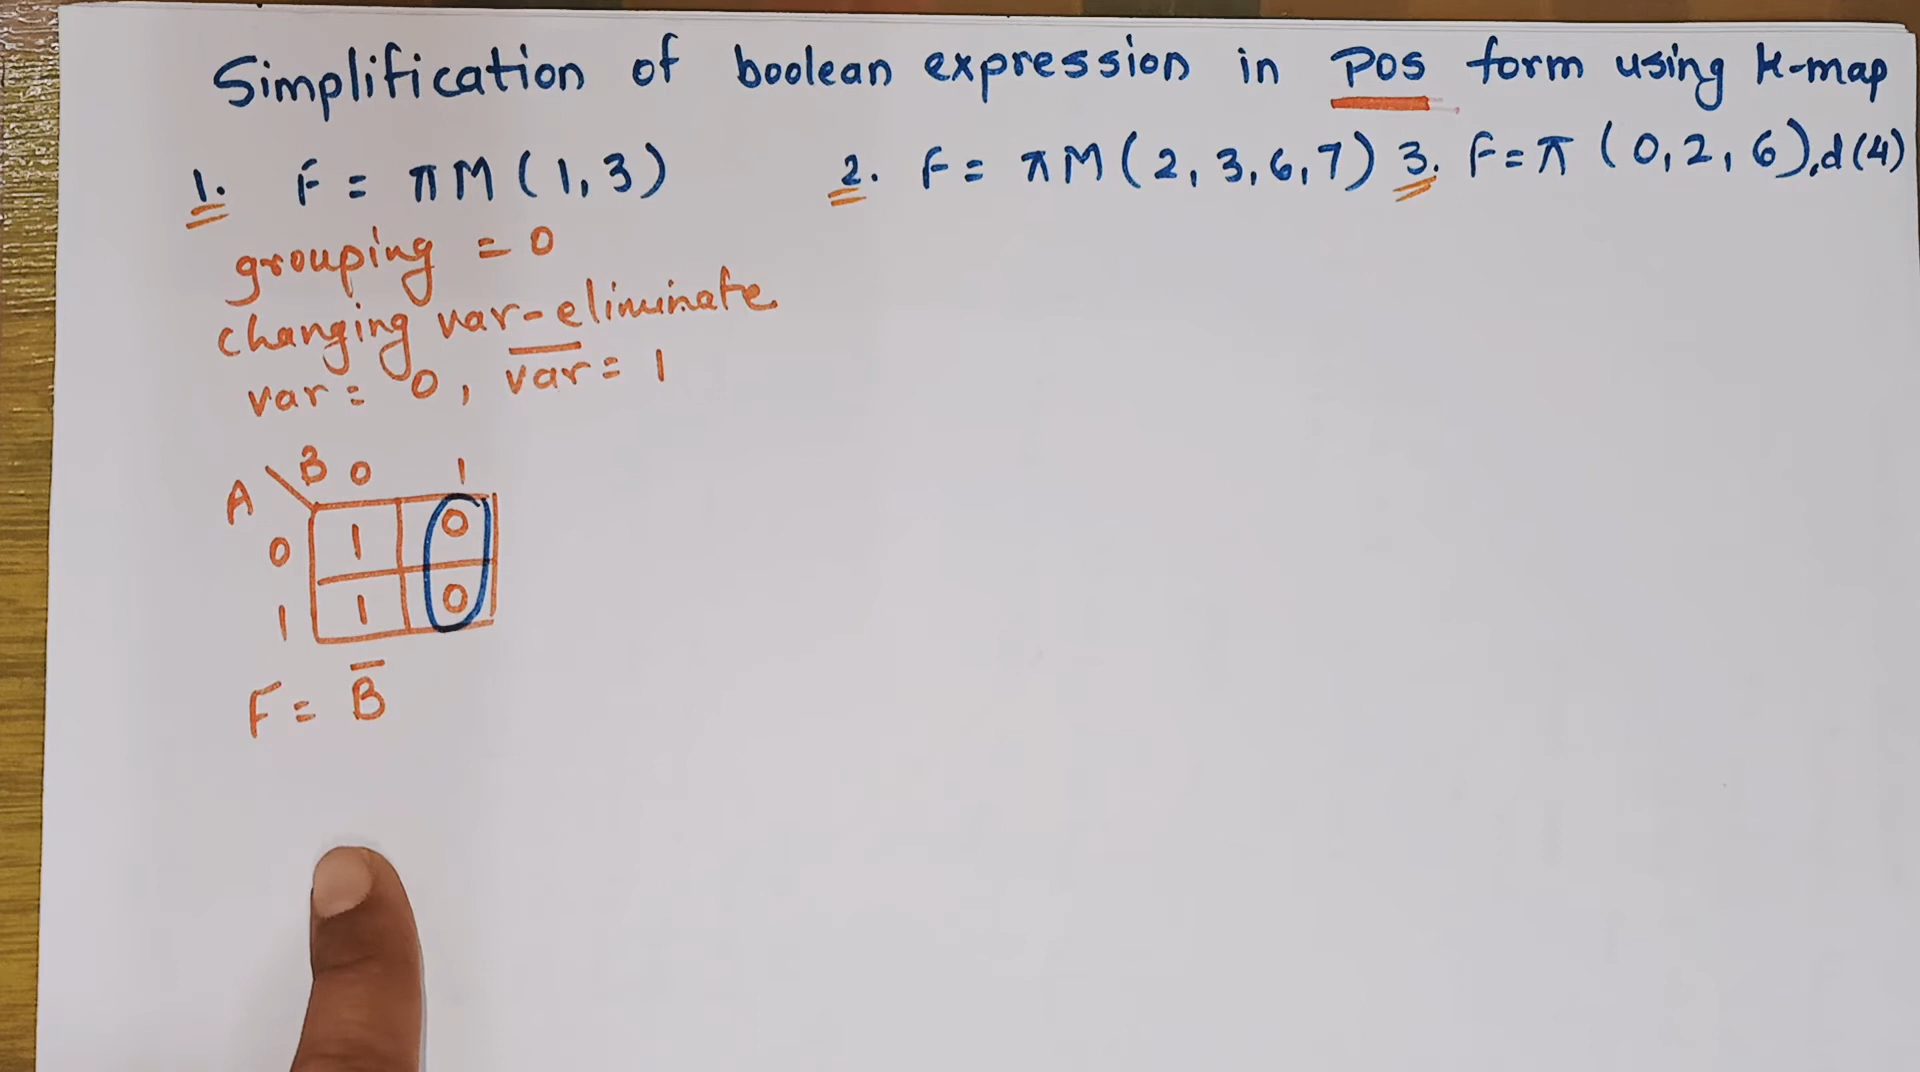 Simplification of boolean expression in POS form using K-map
1. F = πM(1,3) 2. F = πM(2,3,6,7) 3. F=π(0,2,6),d(4)
grouping = 0
changing var-eliminate
var = 0, v̅a̅r̅ = 1
A \ B 0 1
0 1 0
1 1 0
F = B̅